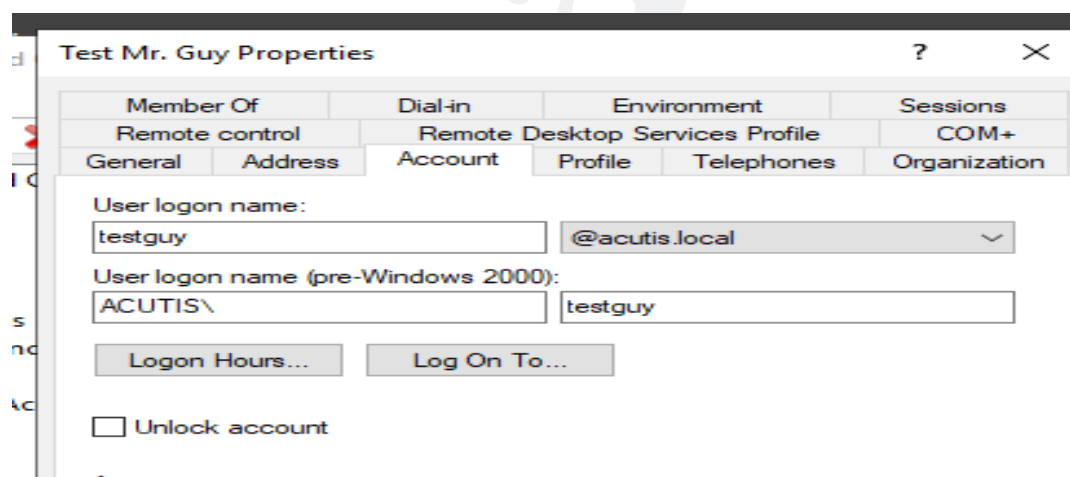 Test Mr. Guy Properties ?
Member Of Dial-in Environment Sessions
Remote control Remote Desktop Services Profile COM+
General Address Account Profile Telephones Organization
User logon name:
testguy @acutis.local
User logon name (pre-Windows 2000):
ACUTIS\ testguy
Logon Hours... Log On To...
Unlock account